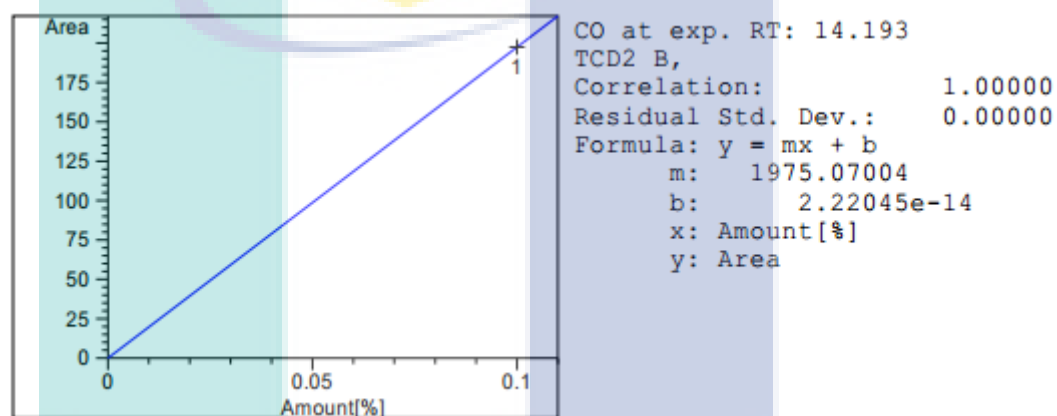 Area
175
150
125
100
75
50
25
0
1
0
0.05
0.1
Amount[%]
CO at exp. RT: 14.193
TCD2 B,
Correlation: 1.00000
Residual Std. Dev.: 0.00000
Formula: y = mx + b
m: 1975.07004
b: 2.22045e-14
x: Amount[%]
y: Area